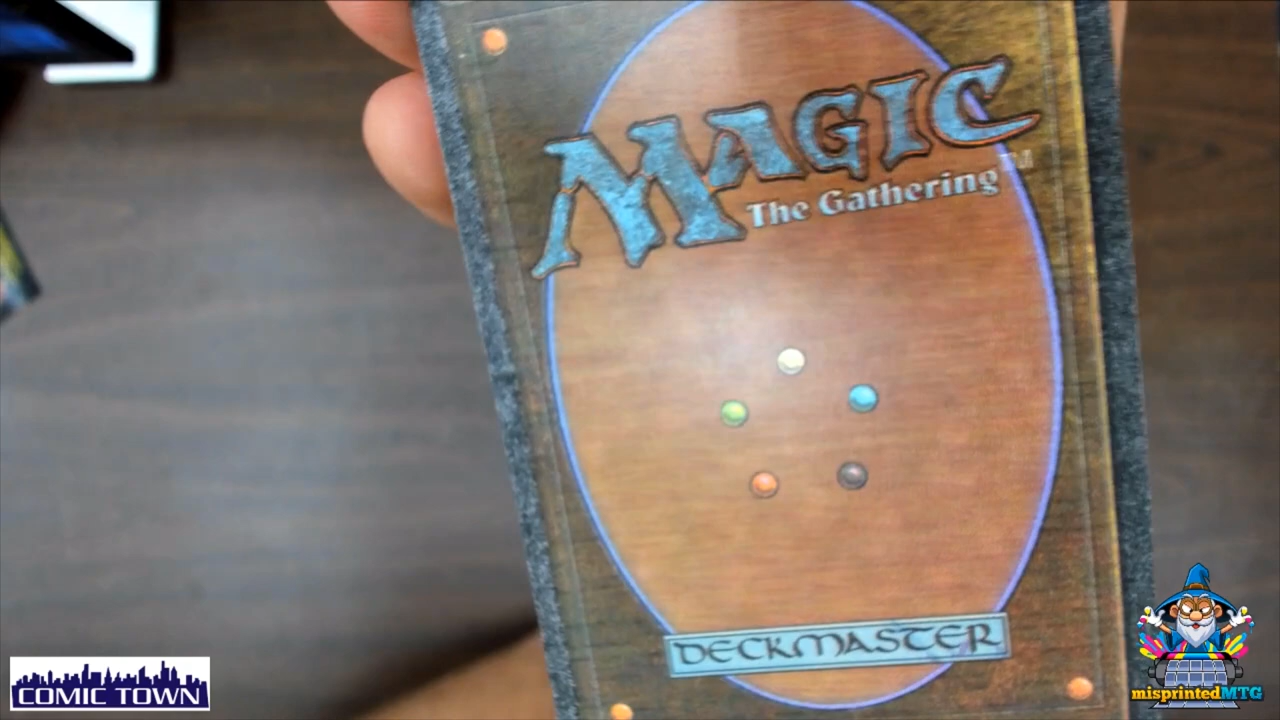 MAGIC
The Gathering
TM
DECKMASTER
COMIC TOWN
misprintedMTG